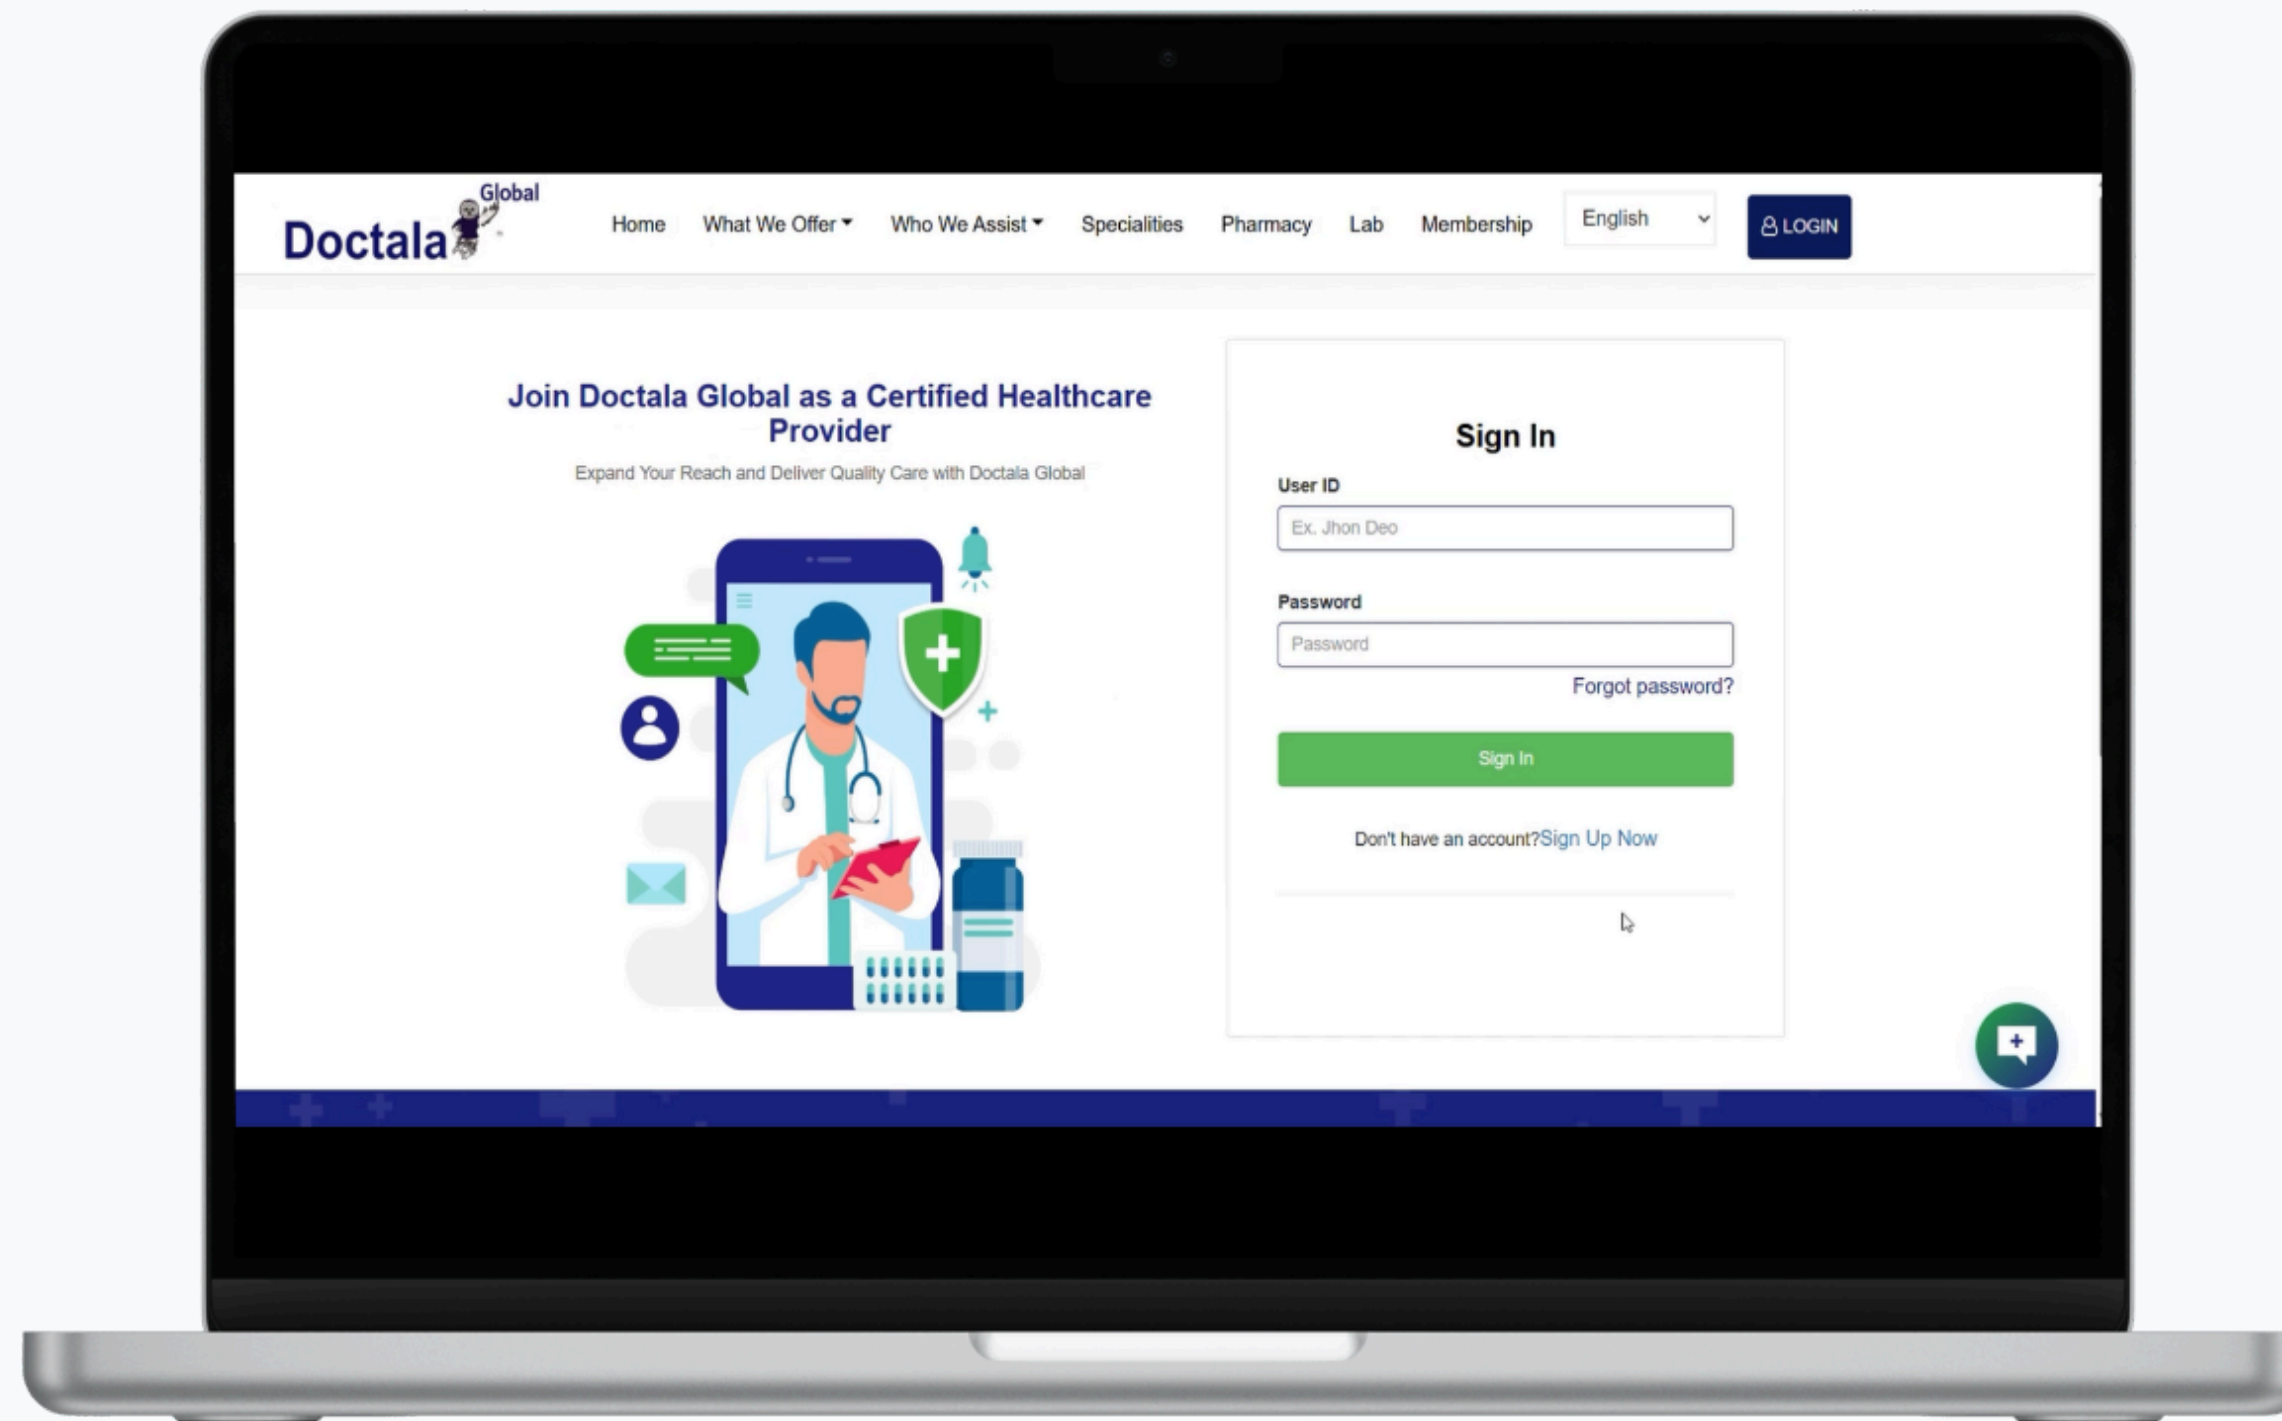 Global
Doctala
Home What We Offer Who We Assist Specialities Pharmacy Lab Membership English LOGIN
Join Doctala Global as a Certified Healthcare
Provider
Expand Your Reach and Deliver Quality Care with Doctala Global
Sign In
User ID
Ex. Jhon Deo
Password
Password
Forgot password?
Sign In
Don't have an account?Sign Up Now